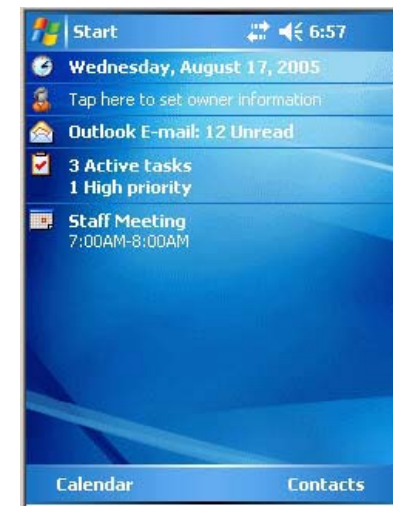 Start 6:57
Wednesday, August 17, 2005
Tap here to set owner information
Outlook E-mail: 12 Unread
3 Active tasks
1 High priority
Staff Meeting
7:00AM-8:00AM
Calendar Contacts